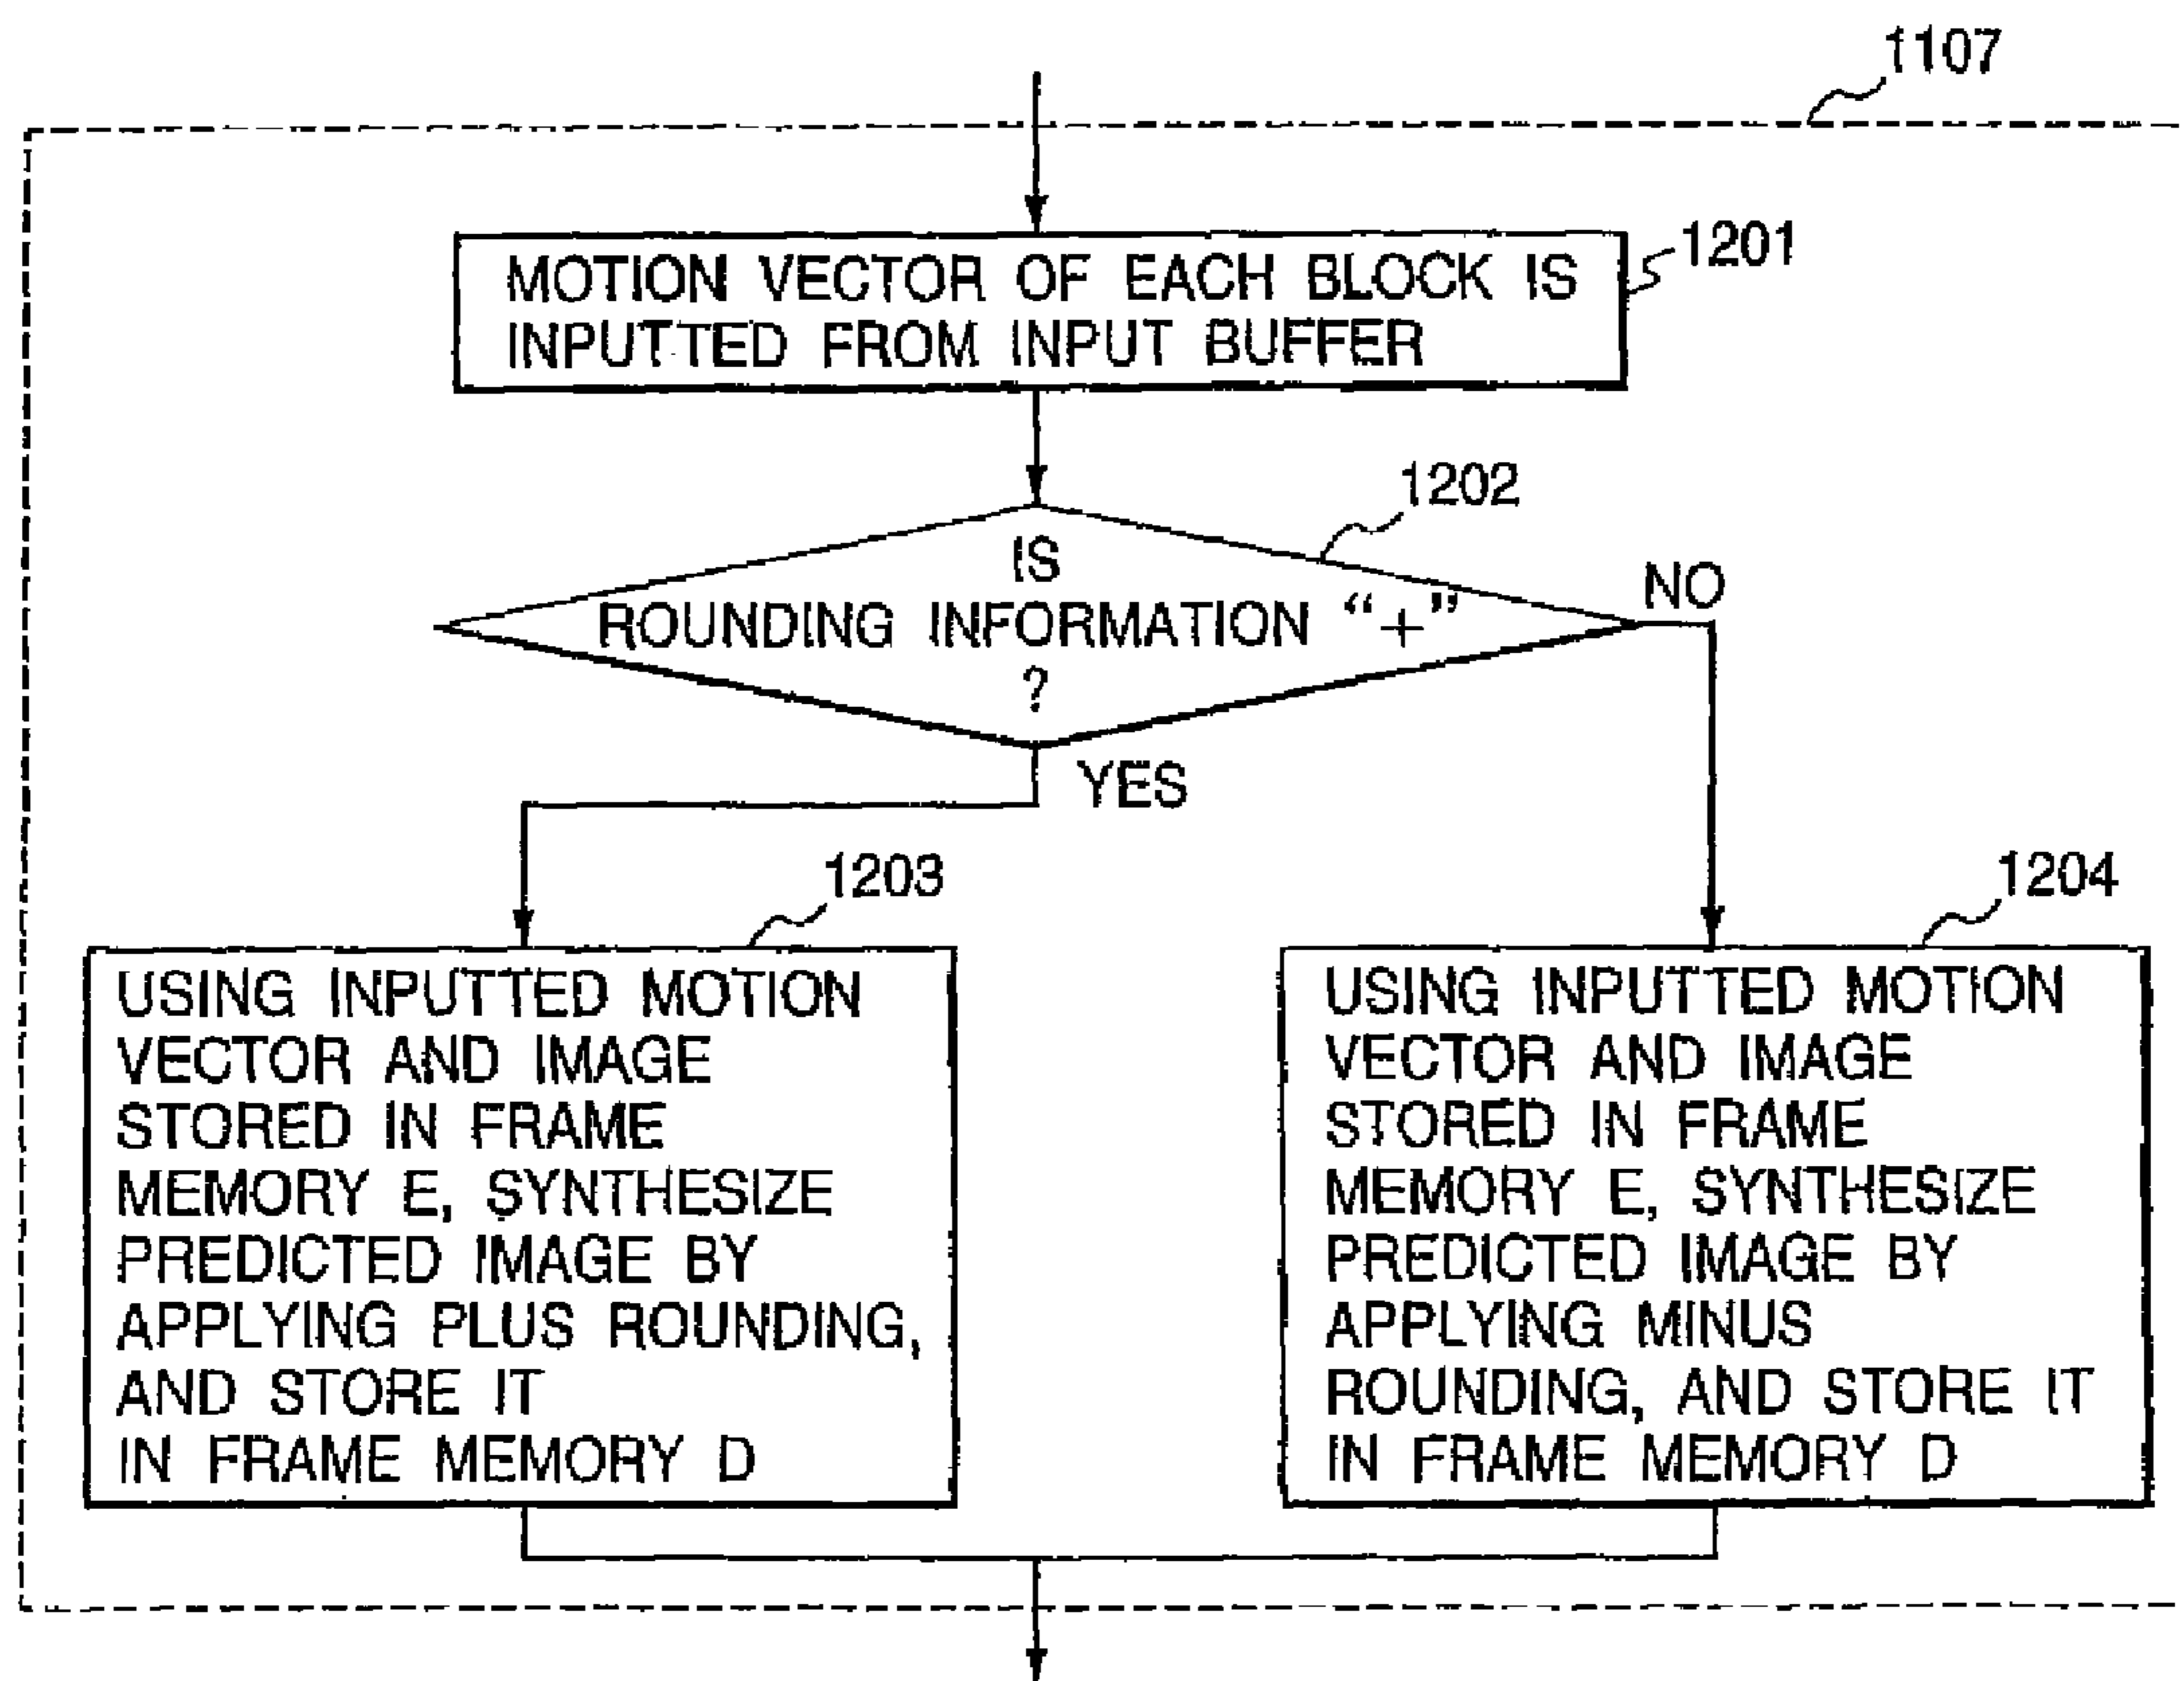 1107
MOTION VECTOR OF EACH BLOCK IS
INPUTTED FROM INPUT BUFFER
1201
1202
IS
ROUNDING INFORMATION “+”
?
NO
YES
1203
USING INPUTTED MOTION
VECTOR AND IMAGE
STORED IN FRAME
MEMORY E, SYNTHESIZE
PREDICTED IMAGE BY
APPLYING PLUS ROUNDING,
AND STORE IT
IN FRAME MEMORY D
1204
USING INPUTTED MOTION
VECTOR AND IMAGE
STORED IN FRAME
MEMORY E, SYNTHESIZE
PREDICTED IMAGE BY
APPLYING MINUS
ROUNDING, AND STORE IT
IN FRAME MEMORY D